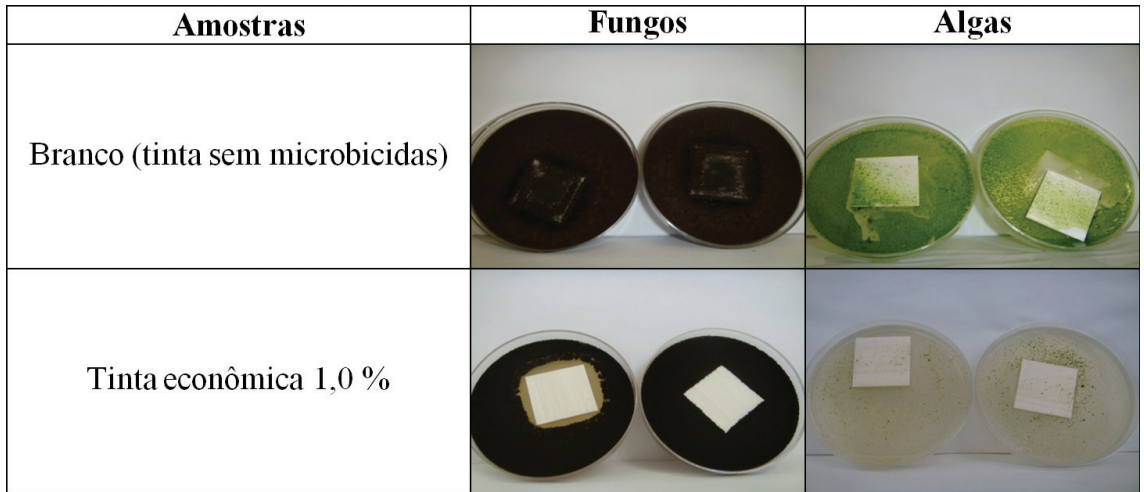 Amostras
Fungos
Algas
Branco (tinta sem microbicidas)
Tinta econômica 1,0 %